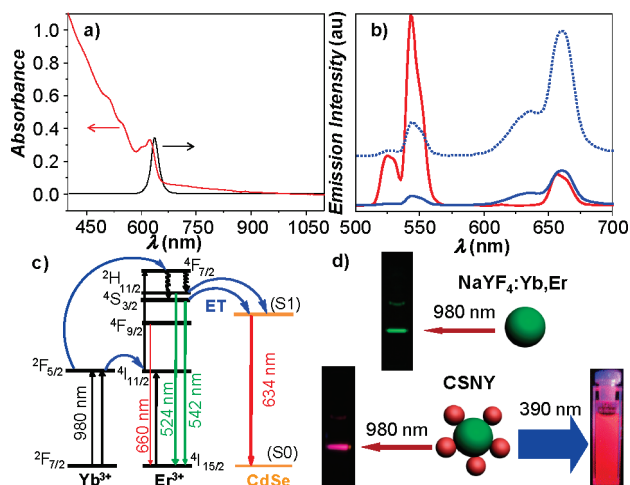 a)
Absorbance
1.0
0.8
0.6
0.4
0.2
0.0
450 600 750 900 1050
λ (nm)
b)
Emission Intensity (au)
500 550 600 650 700
λ (nm)
c)
⁴F₇/₂
²H₁₁/₂
⁴S₃/₂
ET
(S1)
⁴F₉/₂
²F₅/₂
⁴I₁₁/₂
980 nm
660 nm
524 nm
542 nm
634 nm
(S0)
²F₇/₂
⁴I₁₅/₂
Yb³⁺
Er³⁺
CdSe
d)
NaYF₄:Yb,Er
980 nm
CSNY
980 nm
390 nm